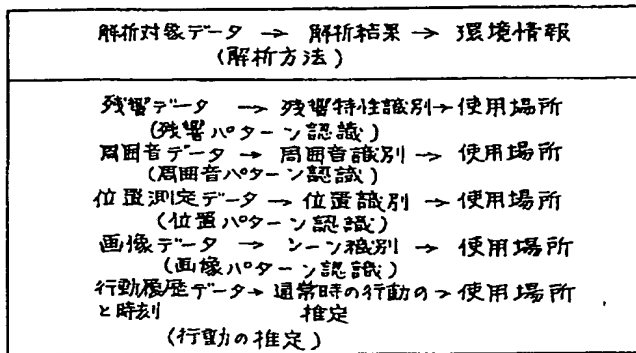 解析対象データ → 解析結果 → 環境情報
(解析方法)
残響データ → 残響特性識別→使用場所
(残響パターン認識)
周囲音データ → 周囲音識別 → 使用場所
(周囲音パターン認識)
位置測定データ → 位置識別 → 使用場所
(位置パターン認識)
画像データ → シーン識別 → 使用場所
(画像パターン認識)
行動履歴データ→通常時の行動の→使用場所
と時刻 推定
(行動の推定)